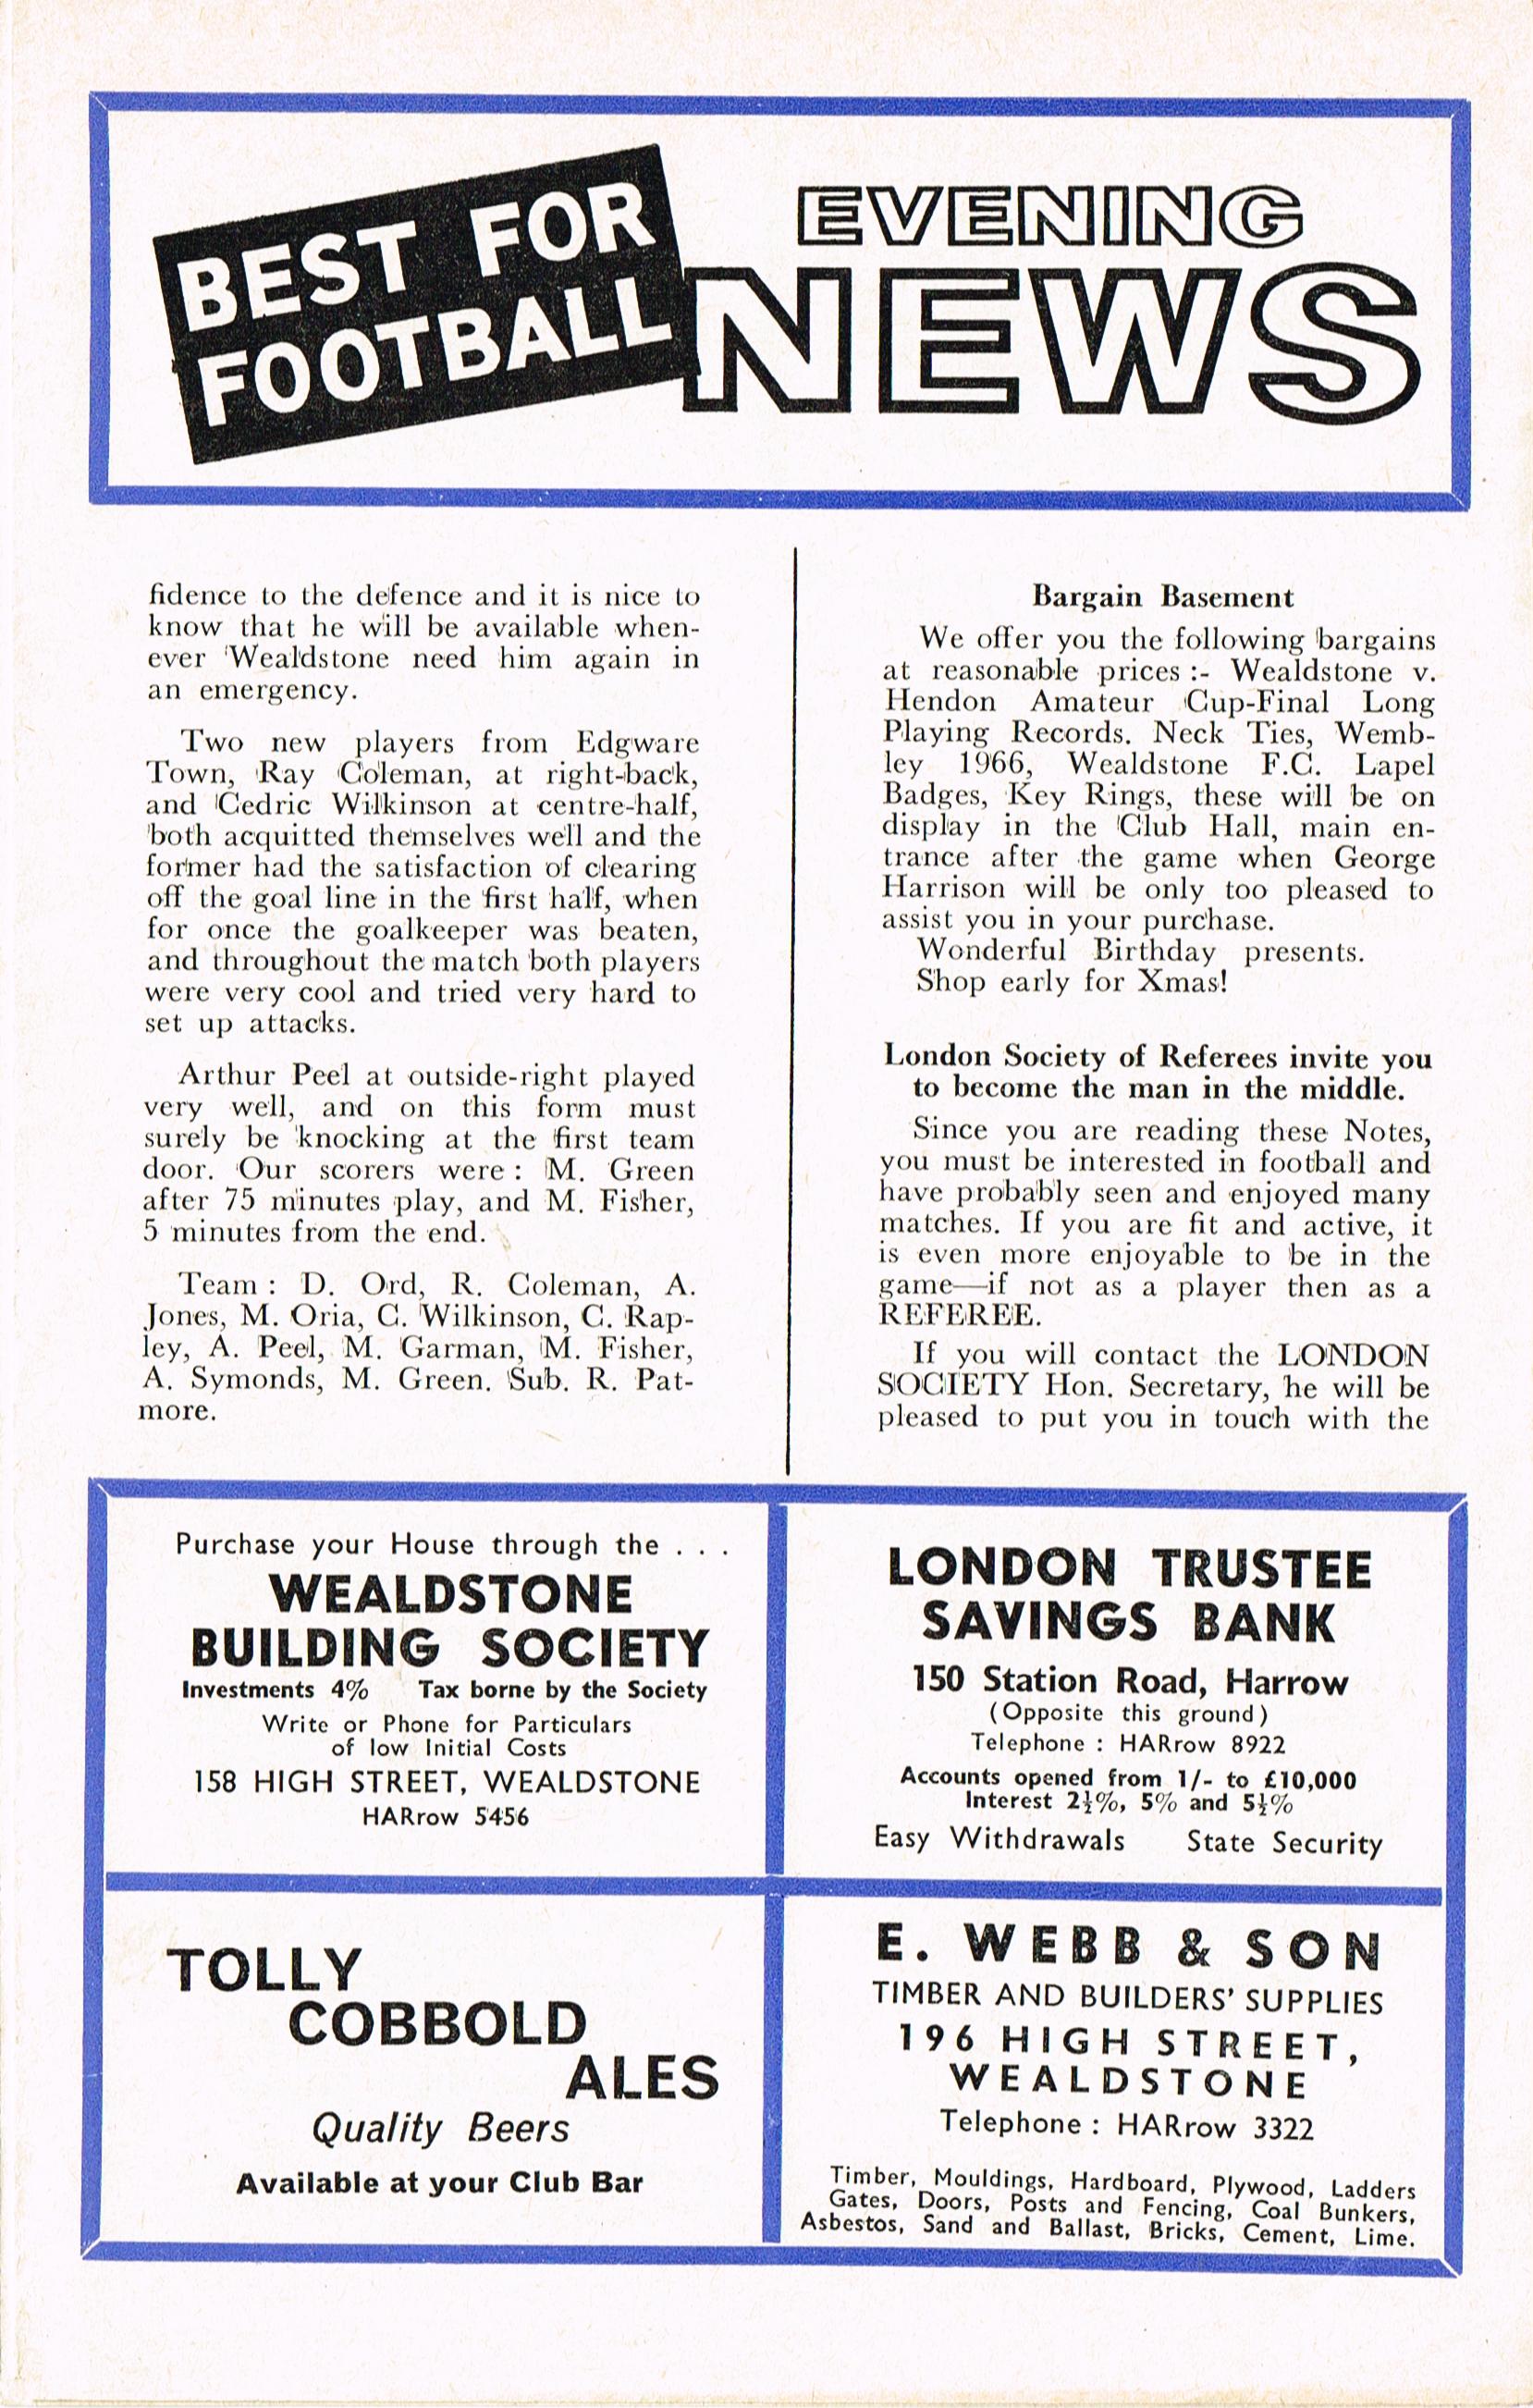 BEST FOR
FOOTBALL
EVENING
NEWS
fidence to the defence and it is nice to
know that he will be available when-
ever Wealdstone need him again in
an emergency.
Two new players from Edgware
Town, Ray Coleman, at right-back,
and Cedric Wilkinson at centre-half,
both acquitted themselves well and the
former had the satisfaction of clearing
off the goal line in the first half, when
for once the goalkeeper was beaten,
and throughout the match both players
were very cool and tried very hard to
set up attacks.
Arthur Peel at outside-right played
very well, and on this form must
surely be knocking at the first team
door. Our scorers were : M. Green
after 75 minutes play, and M. Fisher,
5 minutes from the end.
Team : D. Ord, R. Coleman, A.
Jones, M. Oria, C. Wilkinson, C. Rap-
ley, A. Peel, M. Garman, M. Fisher,
A. Symonds, M. Green. Sub. R. Pat-
more.
Bargain Basement
We offer you the following bargains
at reasonable prices :- Wealdstone v.
Hendon Amateur Cup-Final Long
Playing Records. Neck Ties, Wemb-
ley 1966, Wealdstone F.C. Lapel
Badges, Key Rings, these will be on
display in the Club Hall, main en-
trance after the game when George
Harrison will be only too pleased to
assist you in your purchase.
Wonderful Birthday presents.
Shop early for Xmas!
London Society of Referees invite you
to become the man in the middle.
Since you are reading these Notes,
you must be interested in football and
have probably seen and enjoyed many
matches. If you are fit and active, it
is even more enjoyable to be in the
game—if not as a player then as a
REFEREE.
If you will contact the LONDON
SOCIETY Hon. Secretary, he will be
pleased to put you in touch with the
Purchase your House through the . . .
WEALDSTONE
BUILDING SOCIETY
Investments 4% Tax borne by the Society
Write or Phone for Particulars
of low Initial Costs
158 HIGH STREET, WEALDSTONE
HARrow 5456
LONDON TRUSTEE
SAVINGS BANK
150 Station Road, Harrow
(Opposite this ground)
Telephone : HARrow 8922
Accounts opened from 1/- to £10,000
Interest 2½%, 5% and 5½%
Easy Withdrawals State Security
TOLLY
COBBOLD
ALES
Quality Beers
Available at your Club Bar
E. WEBB & SON
TIMBER AND BUILDERS' SUPPLIES
196 HIGH STREET,
WEALDSTONE
Telephone : HARrow 3322
Timber, Mouldings, Hardboard, Plywood, Ladders
Gates, Doors, Posts and Fencing, Coal Bunkers,
Asbestos, Sand and Ballast, Bricks, Cement, Lime.